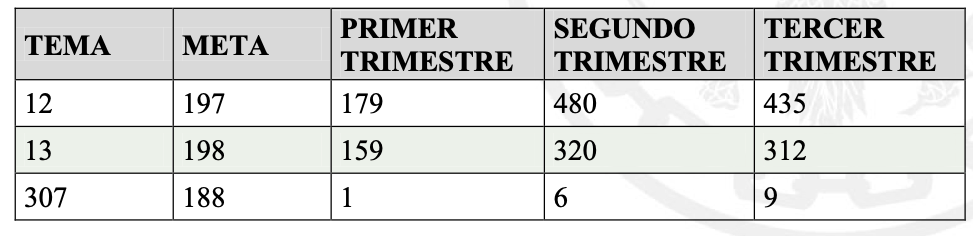 TEMA META PRIMER TRIMESTRE SEGUNDO TRIMESTRE TERCER TRIMESTRE
12 197 179 480 435
13 198 159 320 312
307 188 1 6 9